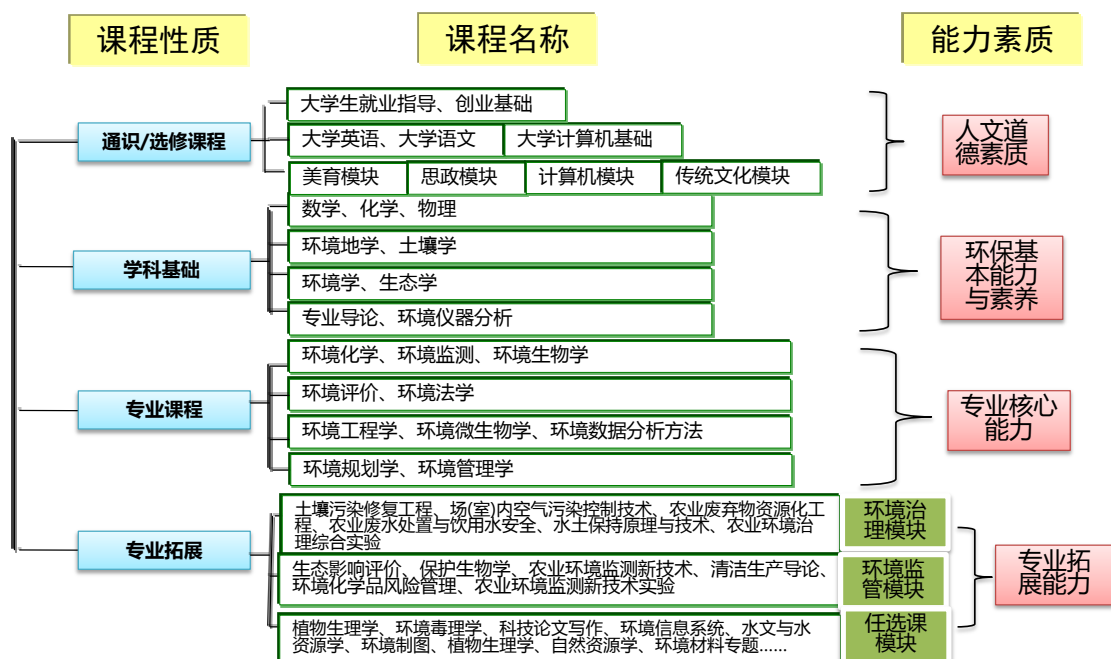 课程性质
课程名称
能力素质
通识/选修课程
大学生就业指导、创业基础
大学英语、大学语文
大学计算机基础
美育模块
思政模块
计算机模块
传统文化模块
人文道
德素质
学科基础
数学、化学、物理
环境地学、土壤学
环境学、生态学
专业导论、环境仪器分析
环保基
本能力
与素养
专业课程
环境化学、环境监测、环境生物学
环境评价、环境法学
环境工程学、环境微生物学、环境数据分析方法
环境规划学、环境管理学
专业核心
能力
专业拓展
土壤污染修复工程、场(室)内空气污染控制技术、农业废弃物资源化工
程、农业废水处置与饮用水安全、水土保持原理与技术、农业环境治
理综合实验
环境治
理模块
生态影响评价、保护生物学、农业环境监测新技术、清洁生产导论、
环境化学品风险管理、农业环境监测新技术实验
环境监
管模块
植物生理学、环境毒理学、科技论文写作、环境信息系统、水文与水
资源学、环境制图、植物生理学、自然资源学、环境材料专题......
任选课
模块
专业拓
展能力